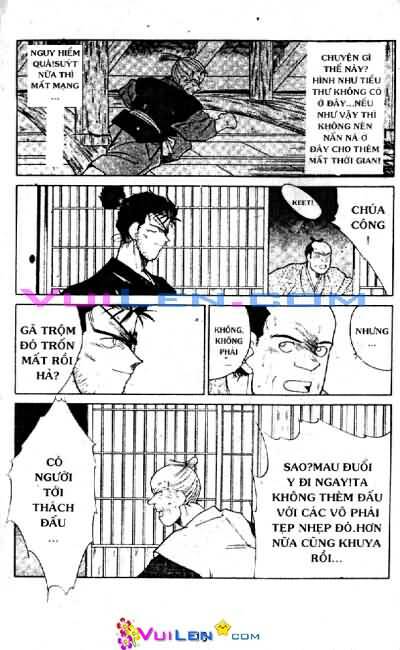 NGUY HIỂM
QUÁ!SUÝT
NỮA THÌ
MẤT MẠNG
...
CHUYỆN GÌ
THẾ NÀY?
HÌNH NHƯ TIỂU
THƯ KHÔNG CÓ
Ở ĐÂY...NẾU
NHƯ VẬY THÌ
KHÔNG NÊN
NẤN NÁ Ở
ĐÂY CHO THÊM
MẤT THỜI GIAN!
KEET!
CHÚA
CÔNG
!
VUILEN.COM
GÃ TRỘM
ĐÓ TRỐN
MẤT RỒI
HẢ?
KHÔNG,
KHÔNG
PHẢI
NHƯNG
...
CÓ
NGƯỜI
TỚI
THÁCH
ĐẤU
...
SAO?MAU ĐUỔI
Y ĐI NGAY!TA
KHÔNG THÈM ĐẤU
VỚI CÁC VÕ PHÁI
TẸP NHẸP ĐÓ.HƠN
NỮA CŨNG KHUYA
RỒI...
VUILEN